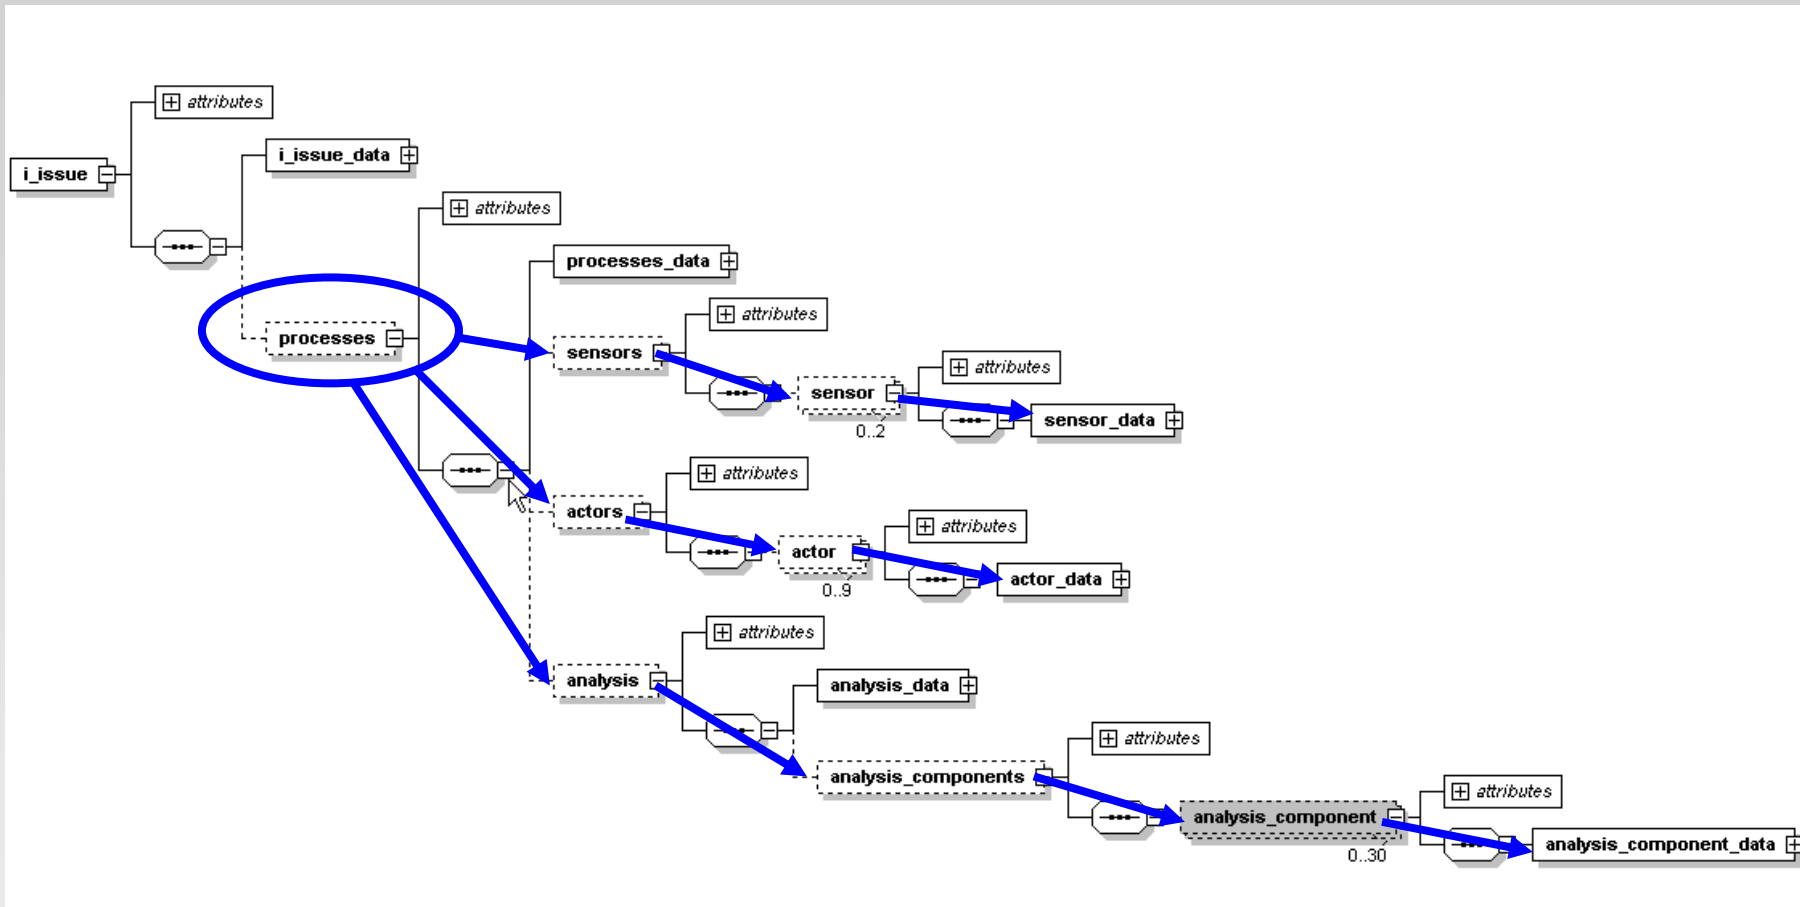 attributes
i_issue_data
i_issue
attributes
processes_data
attributes
processes
sensors
attributes
sensor
sensor_data
0..2
attributes
actors
attributes
actor
actor_data
0..9
attributes
analysis
analysis_data
attributes
analysis_components
attributes
analysis_component
analysis_component_data
0..30